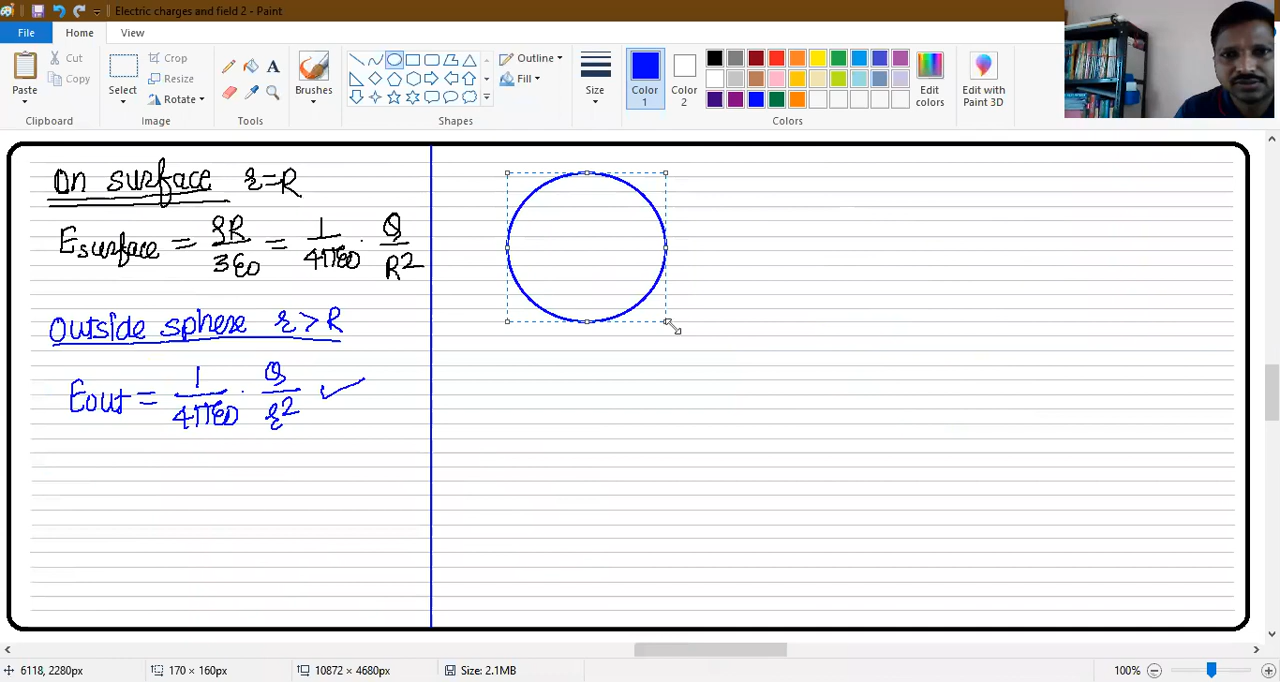 Electric charges and field 2 - Paint
File Home View
Paste Cut Copy
Clipboard
Select Crop Resize Rotate
Image
A
Tools
Brushes
Outline Fill
Shapes
Size
Color 1
Color 2
Edit colors
Edit with Paint 3D
Colors
On surface r=R
Esurface = ρR/3ε0 = 1/4πε0 · Q/R2
Outside sphere r>R
Eout = 1/4πε0 · Q/r2 ✓
6118, 2280px 170 × 160px 10872 × 4680px Size: 2.1MB 100%